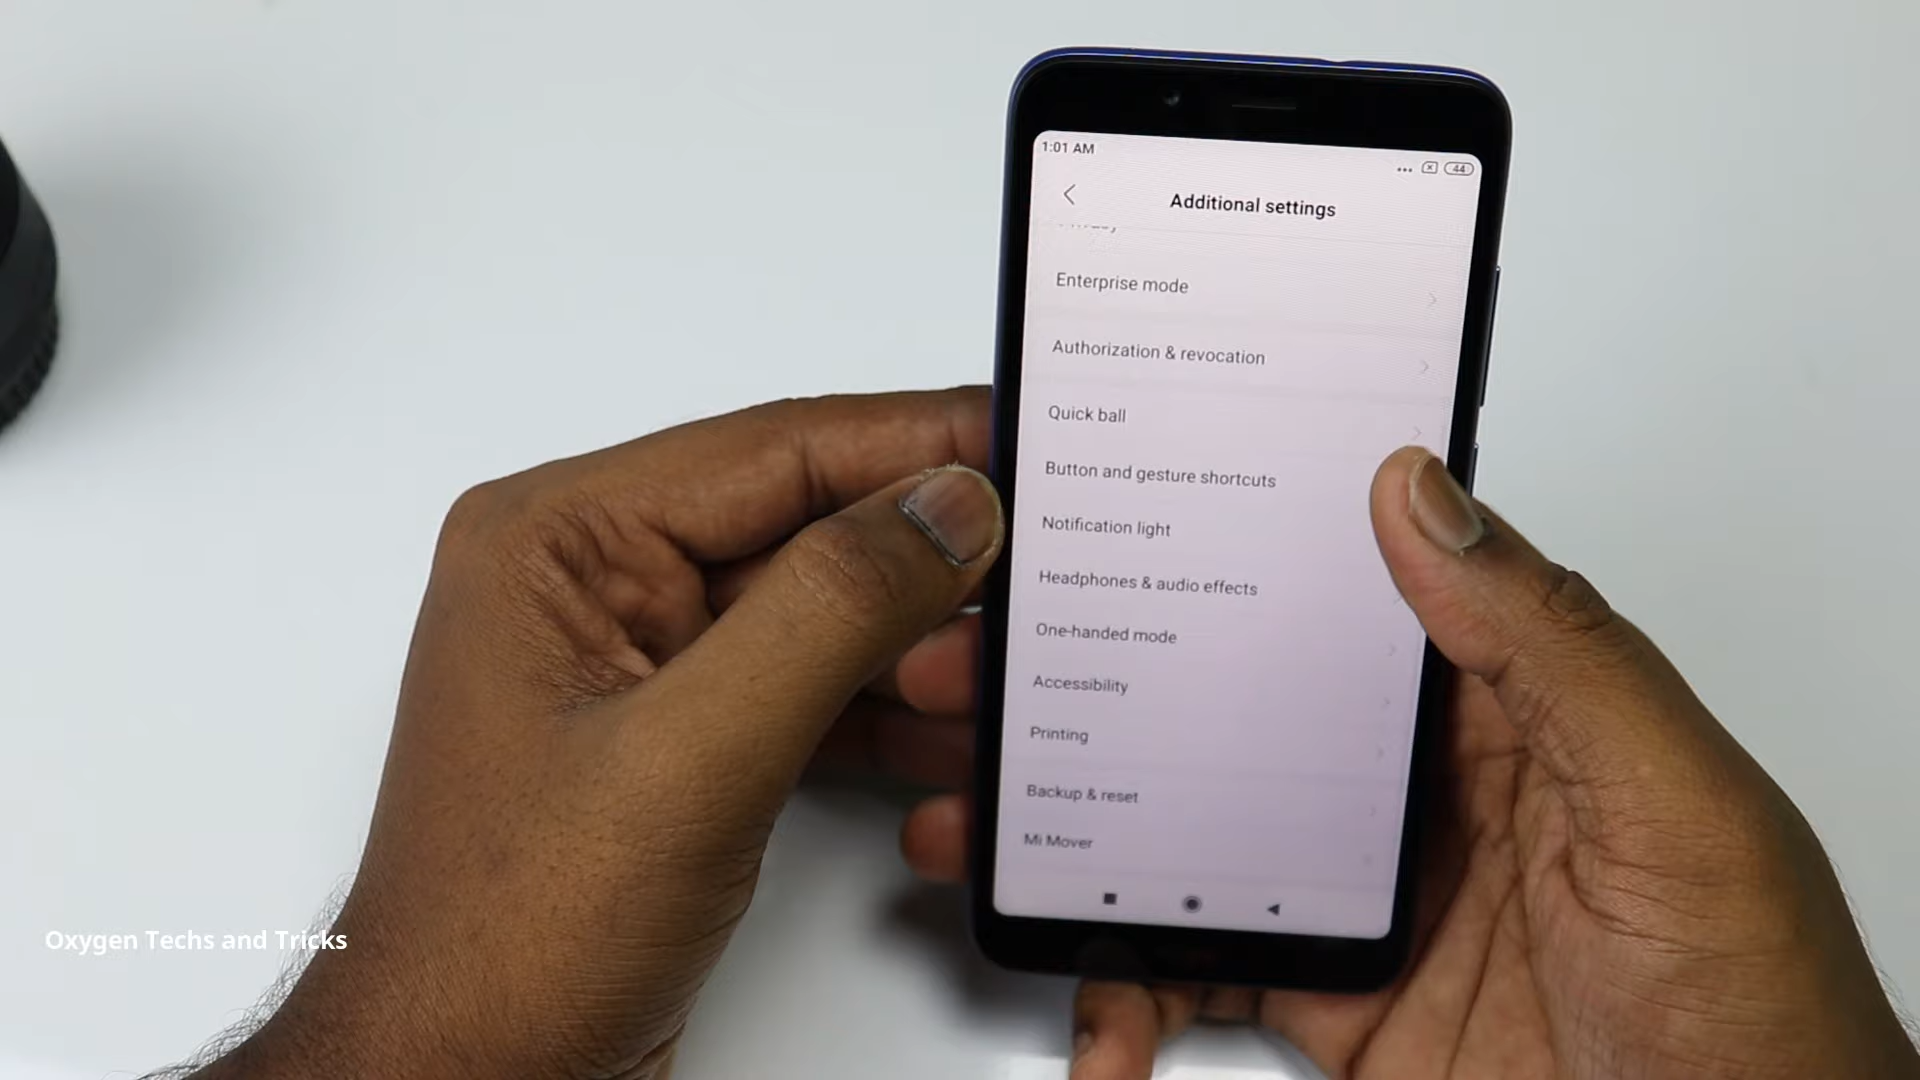 1:01 AM
44
Additional settings
Enterprise mode
Authorization & revocation
Quick ball
Button and gesture shortcuts
Notification light
Headphones & audio effects
One-handed mode
Accessibility
Printing
Backup & reset
Mi Mover
Oxygen Techs and Tricks